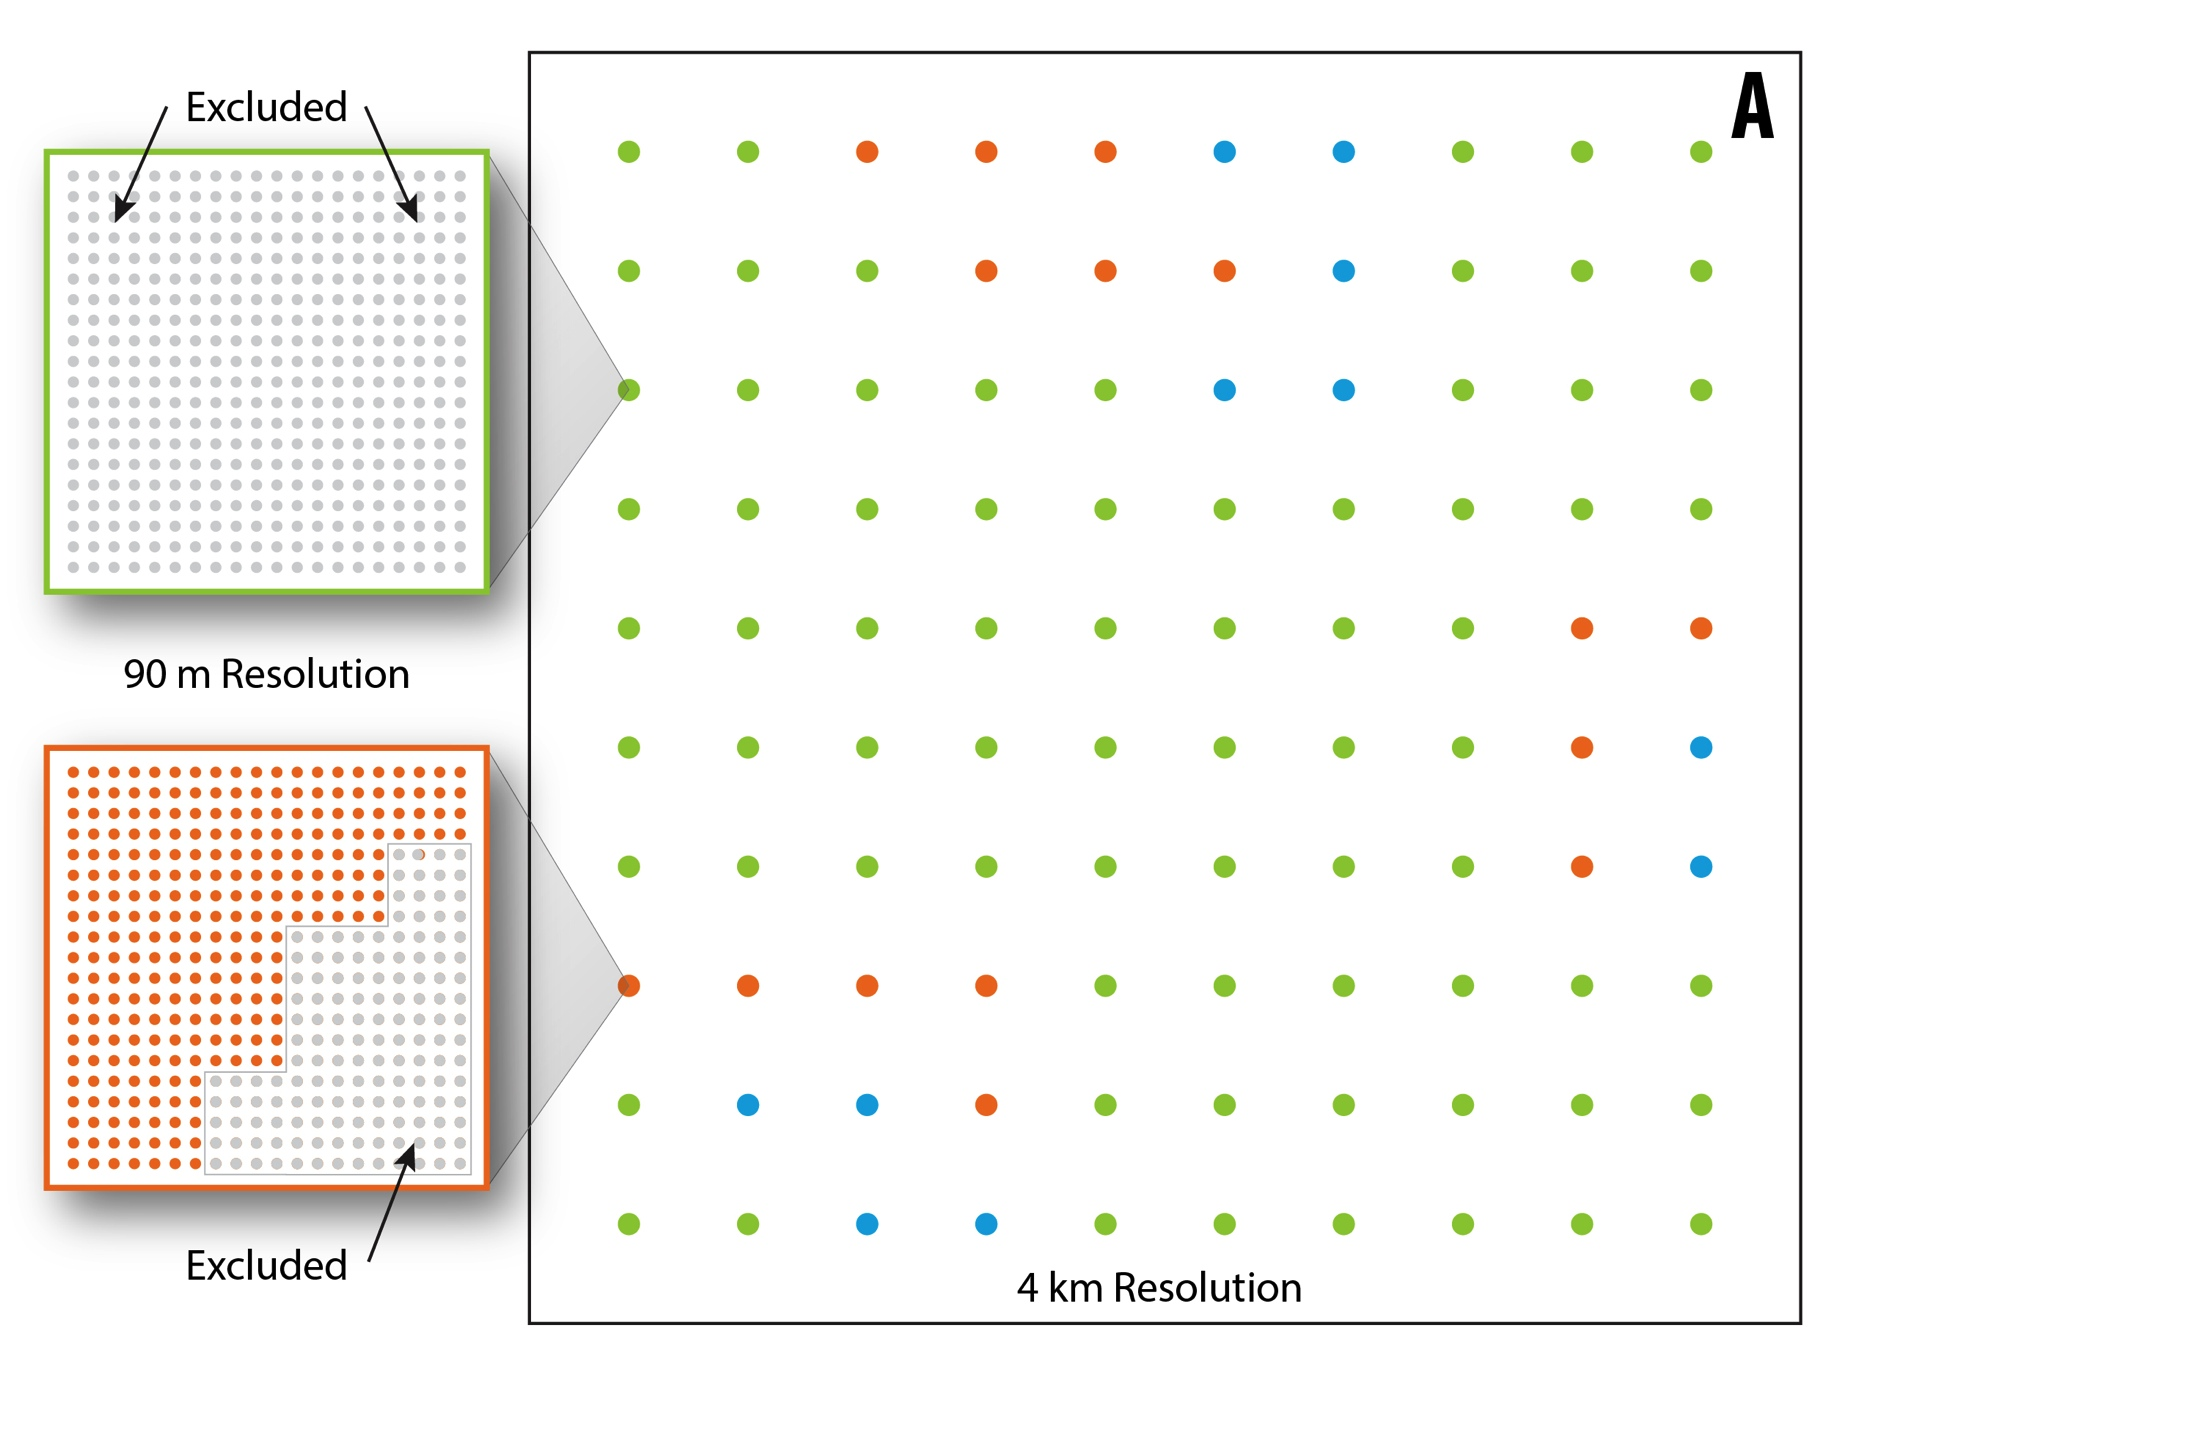 Excluded
A
90 m Resolution
Excluded
4 km Resolution